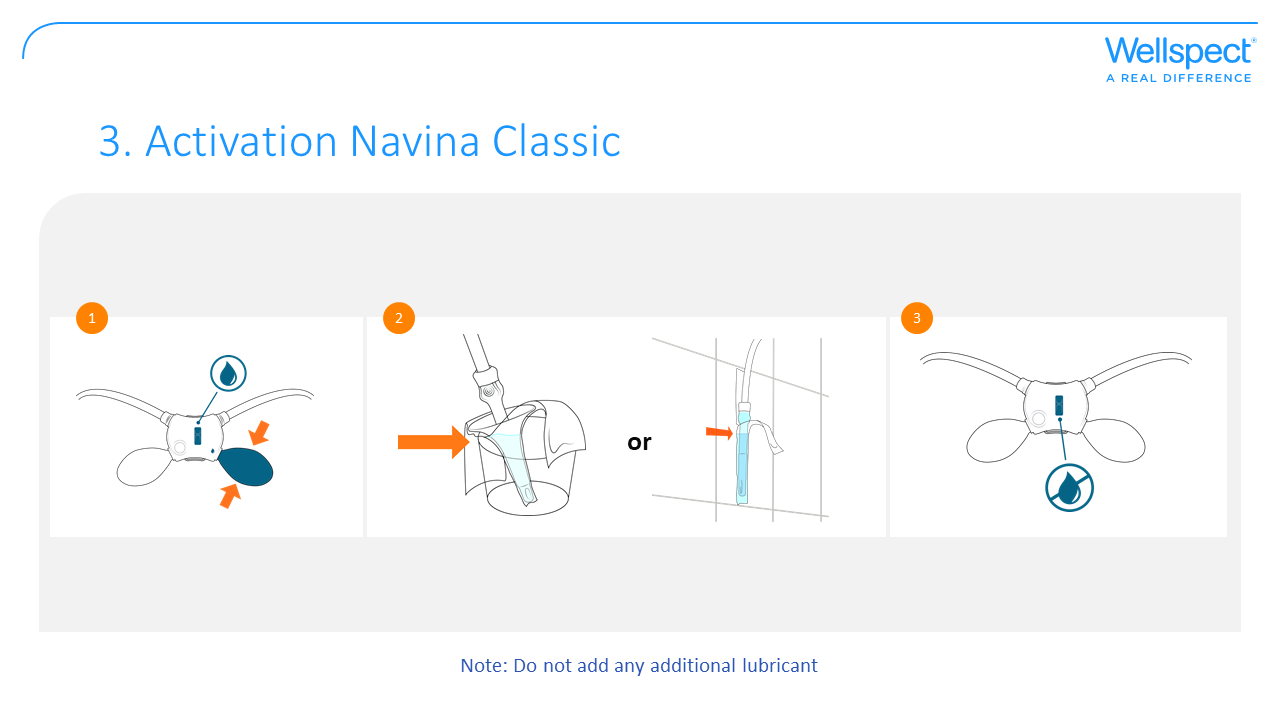 Wellspect®
A REAL DIFFERENCE
3. Activation Navina Classic
1
2
3
or
Note: Do not add any additional lubricant